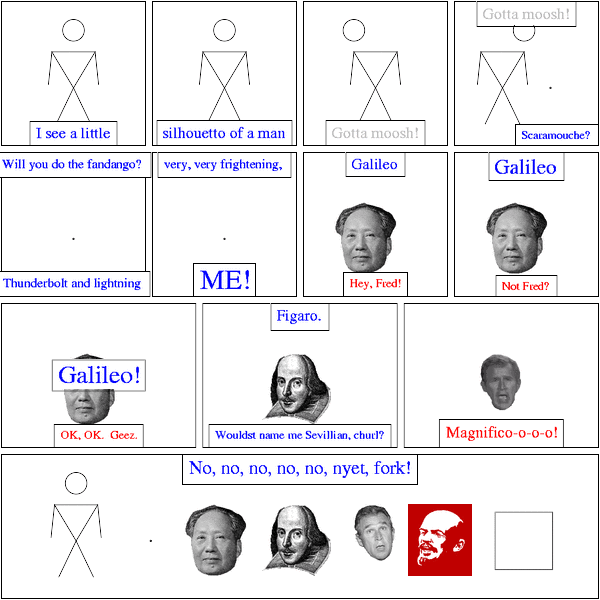 I see a little
silhouetto of a man
Gotta moosh!
Gotta moosh!
Scaramouche?
Will you do the fandango?
Thunderbolt and lightning
very, very frightening,
ME!
Galileo
Hey, Fred!
Galileo
Not Fred?
Galileo!
OK, OK. Geez.
Figaro.
Wouldst name me Sevillian, churl?
Magnifico-o-o-o!
No, no, no, no, no, nyet, fork!